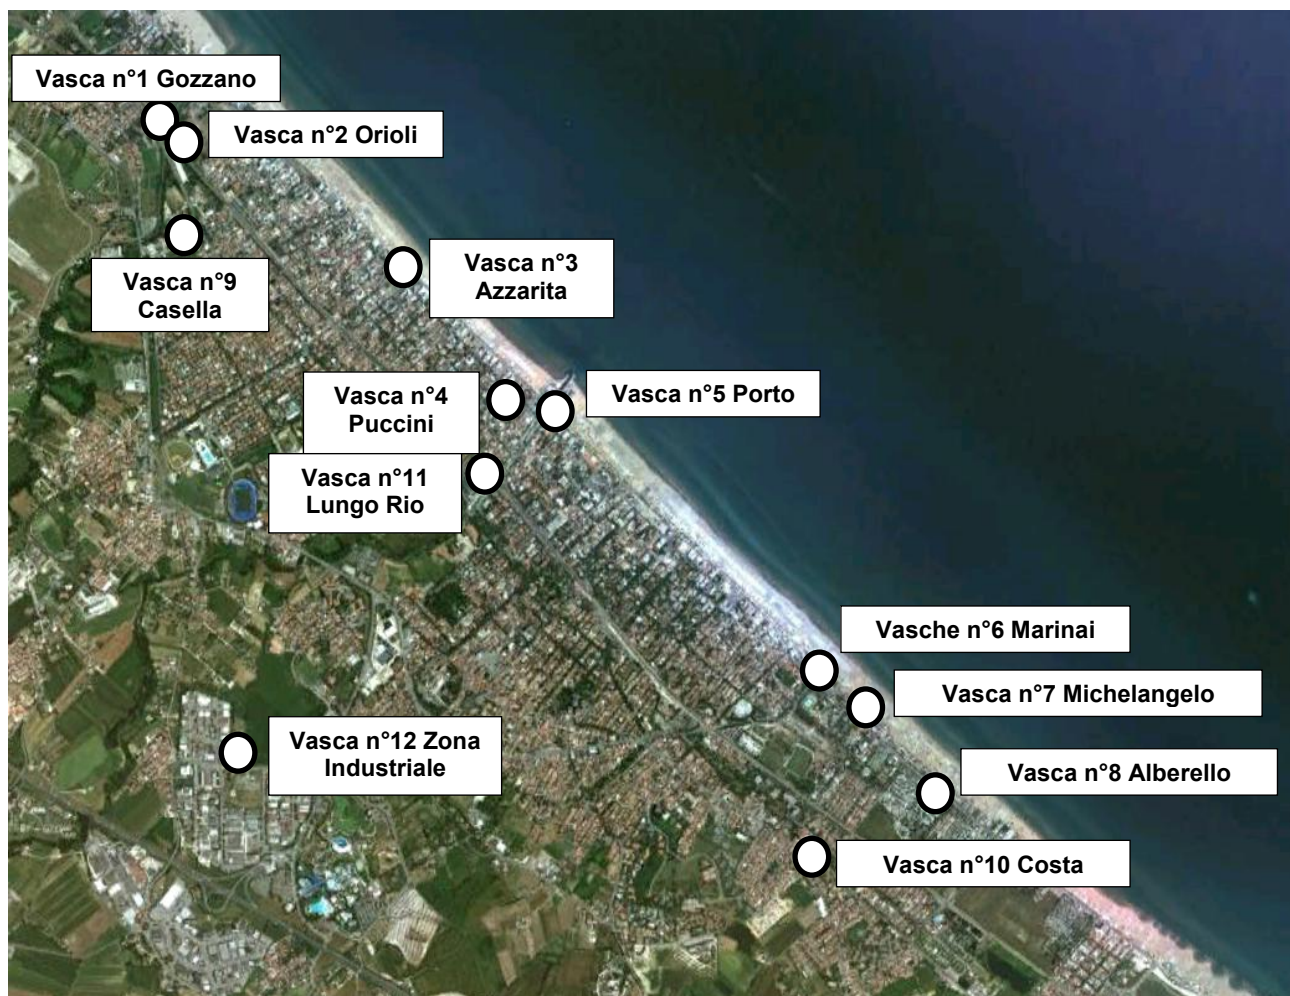 Vasca n°1 Gozzano
Vasca n°2 Orioli
Vasca n°9
Casella
Vasca n°3
Azzarita
Vasca n°4
Puccini
Vasca n°5 Porto
Vasca n°11
Lungo Rio
Vasche n°6 Marinai
Vasca n°7 Michelangelo
Vasca n°12 Zona
Industriale
Vasca n°8 Alberello
Vasca n°10 Costa